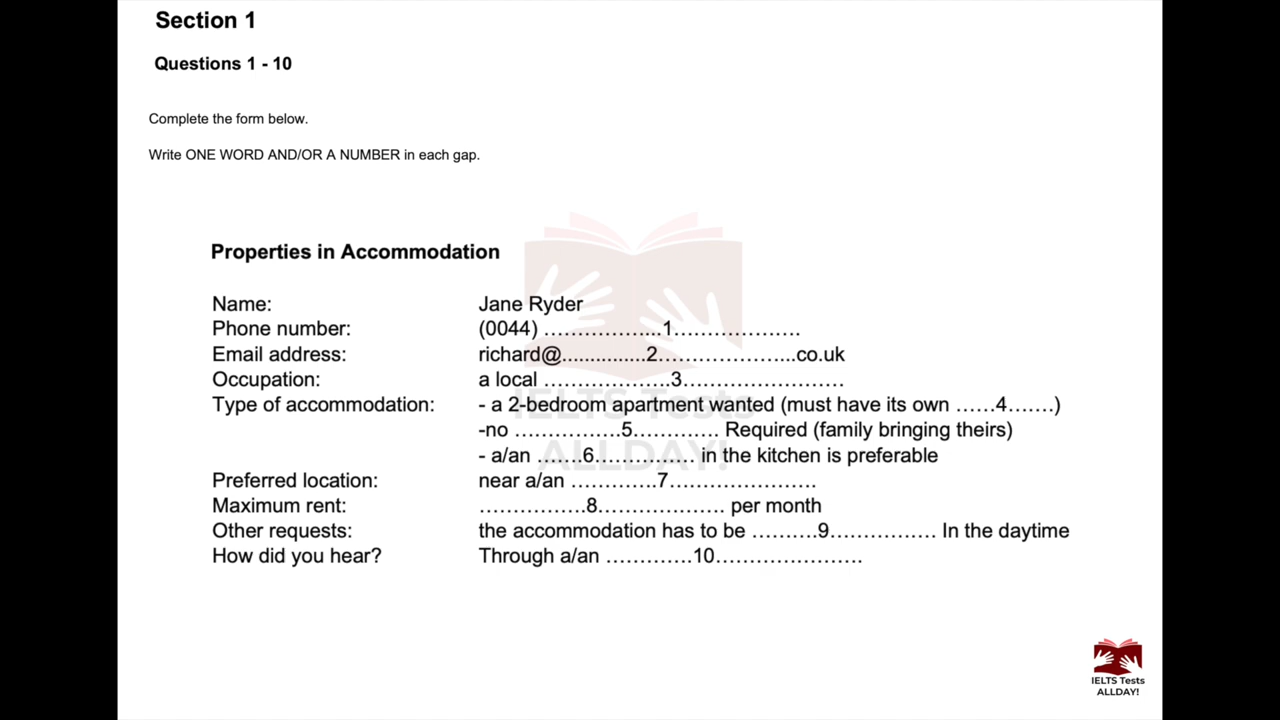 Section 1
Questions 1 - 10
Complete the form below.
Write ONE WORD AND/OR A NUMBER in each gap.
Properties in Accommodation
Name: Jane Ryder
Phone number: (0044) ……………...1……………….
Email address: richard@...............2………………...co.uk
Occupation: a local ……………….3……………………
Type of accommodation: - a 2-bedroom apartment wanted (must have its own ……4…….)
-no …………….5…………. Required (family bringing theirs)
- a/an …….6…………. in the kitchen is preferable
Preferred location: near a/an ………….7………………….
Maximum rent: …………….8………………. per month
Other requests: the accommodation has to be ……….9……………. In the daytime
How did you hear? Through a/an ………….10………………….
IELTS Tests
ALLDAY!
IELTS Tests
ALLDAY!